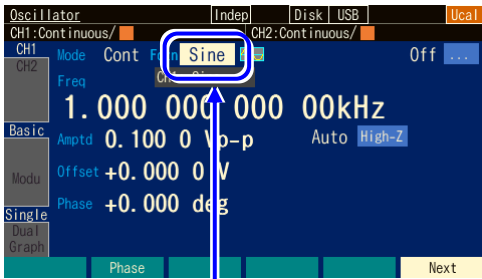 Oscillator Indep Disk USB Ucal
CH1:Continuous/ CH2:Continuous/
CH1 Mode Cont Sine Off ...
CH2
Freq
1.000 000 000 00kHz
Basic Amptd 0.100 0 Vp-p Auto High-Z
Modu Offset +0.000 0 V
Phase +0.000 deg
Single
Dual
Graph
Phase Next